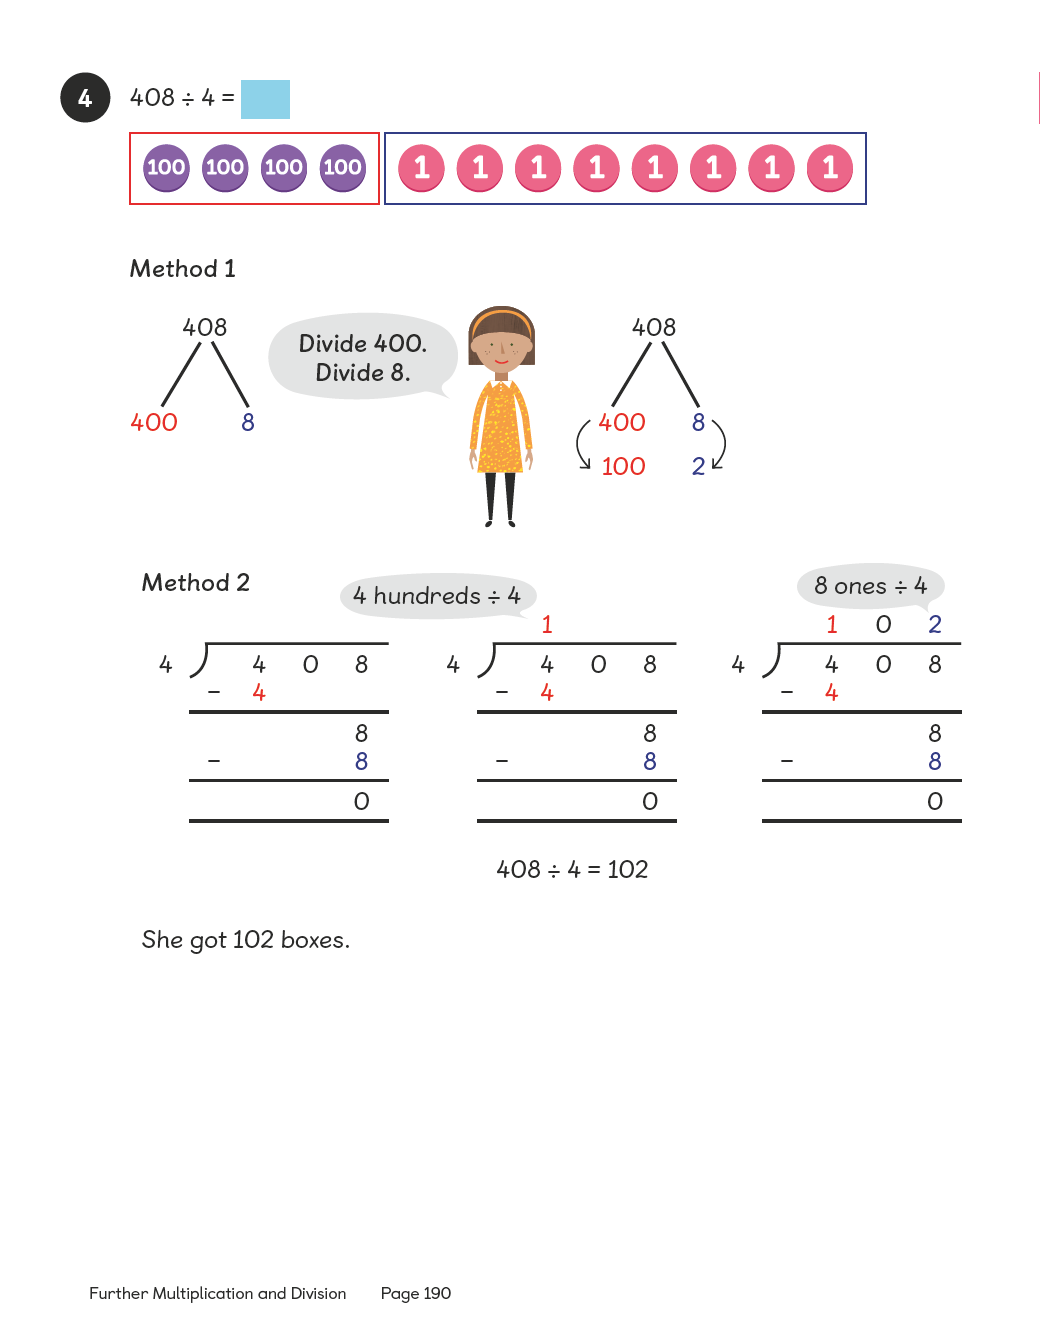 4 408 ÷ 4 =
100 100 100 100 1 1 1 1 1 1 1 1
Method 1
408
400 8
Divide 400.
Divide 8.
408
400 8
100 2
Method 2
4 hundreds ÷ 4
8 ones ÷ 4
4 4 0 8
– 4
8
– 8
0
1
4 4 0 8
– 4
8
– 8
0
1 0 2
4 4 0 8
– 4
8
– 8
0
408 ÷ 4 = 102
She got 102 boxes.
Further Multiplication and Division Page 190